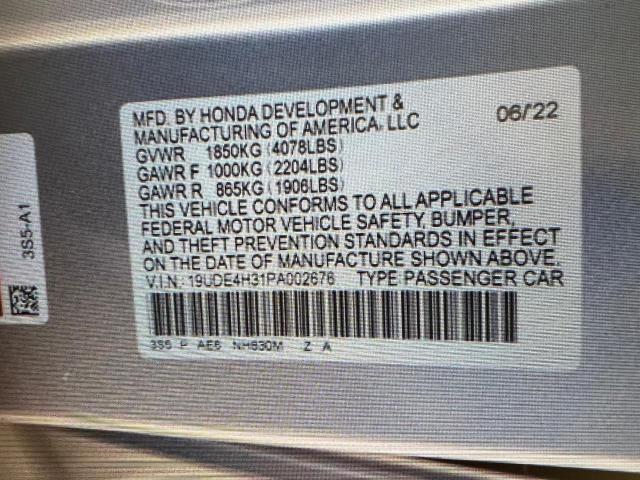 MFD. BY HONDA DEVELOPMENT &
MANUFACTURING OF AMERICA, LLC
06/22
GVWR 1850KG (4078LBS)
GAWR F 1000KG (2204LBS)
GAWR R 865KG (1906LBS)
THIS VEHICLE CONFORMS TO ALL APPLICABLE
FEDERAL MOTOR VEHICLE SAFETY, BUMPER,
AND THEFT PREVENTION STANDARDS IN EFFECT
ON THE DATE OF MANUFACTURE SHOWN ABOVE.
V.I.N.: 19UDE4H31PA002676 TYPE PASSENGER CAR
3S5 P AE6 NH830M Z A
3S5-A1